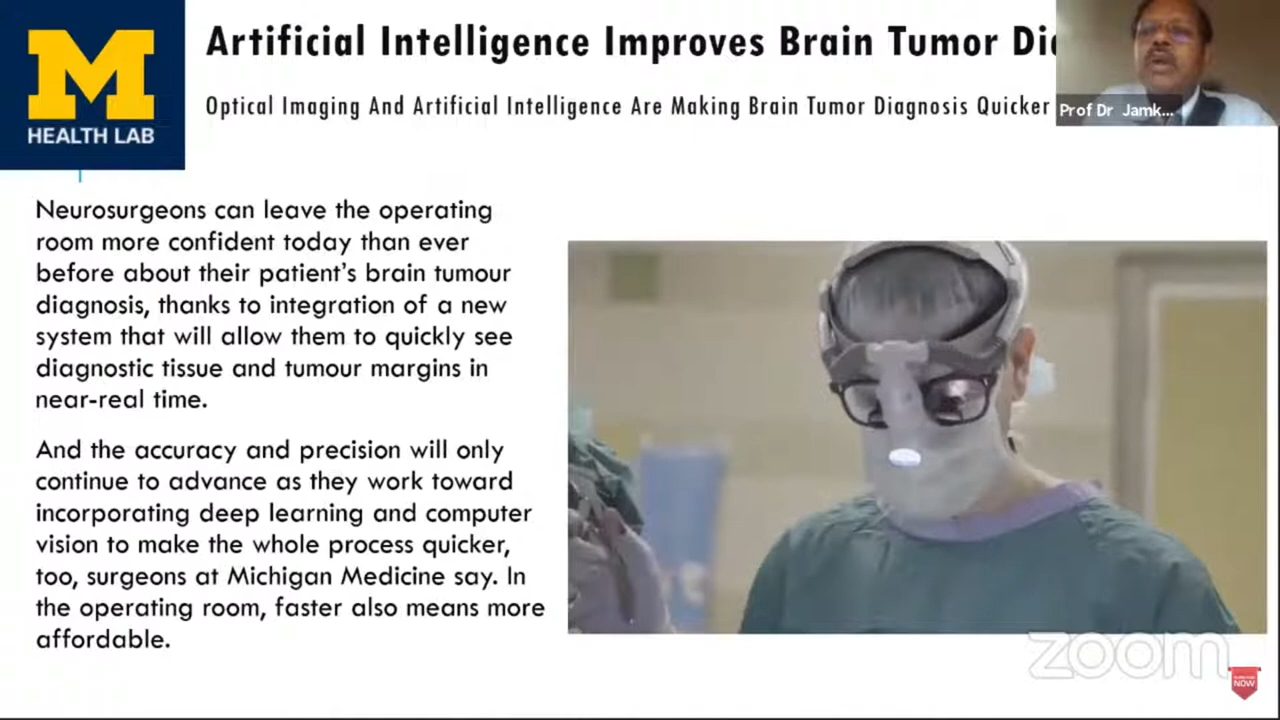 M
HEALTH LAB
Artificial Intelligence Improves Brain Tumor
Optical Imaging And Artificial Intelligence Are Making Brain Tumor Diagnosis Quicker
Prof Dr Jamk...
Neurosurgeons can leave the operating
room more confident today than ever
before about their patient's brain tumour
diagnosis, thanks to integration of a new
system that will allow them to quickly see
diagnostic tissue and tumour margins in
near-real time.
And the accuracy and precision will only
continue to advance as they work toward
incorporating deep learning and computer
vision to make the whole process quicker,
too, surgeons at Michigan Medicine say. In
the operating room, faster also means more
affordable.
zoom
NOW